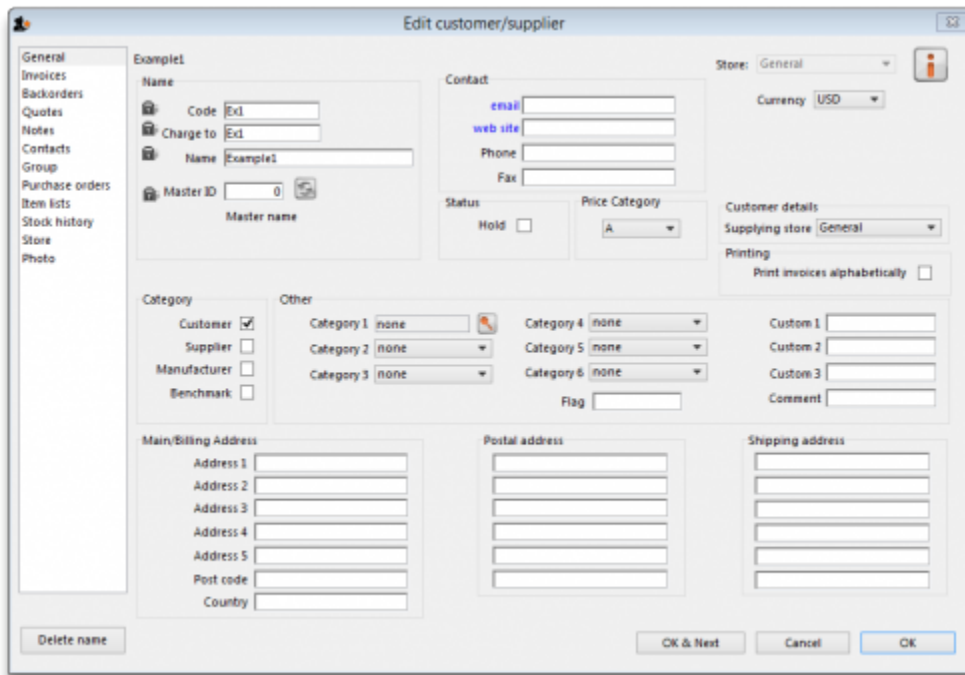 Edit customer/supplier
General
Invoices
Backorders
Quotes
Notes
Contacts
Group
Purchase orders
Item lists
Stock history
Store
Photo
Example1
Store: General
Currency USD
Name
Code Ex1
Charge to Ex1
Name Example1
Master ID 0
Master name
Contact
email
web site
Phone
Fax
Status
Hold
Price Category
A
Customer details
Supplying store General
Printing
Print invoices alphabetically
Category
Customer
Supplier
Manufacturer
Benchmark
Other
Category 1 none
Category 2 none
Category 3 none
Category 4 none
Category 5 none
Category 6 none
Flag
Custom 1
Custom 2
Custom 3
Comment
Main/Billing Address
Address 1
Address 2
Address 3
Address 4
Address 5
Post code
Country
Postal address
Shipping address
Delete name
OK & Next
Cancel
OK